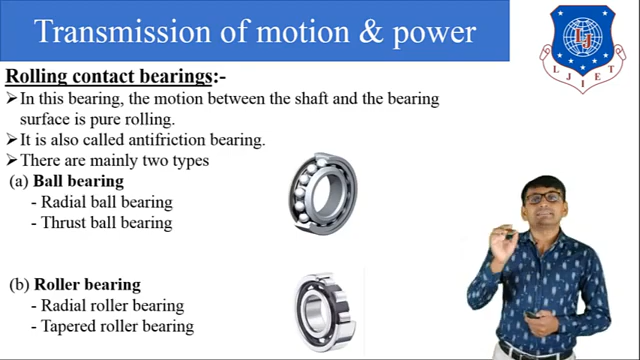 Transmission of motion & power
Rolling contact bearings:-
➢In this bearing, the motion between the shaft and the bearing
surface is pure rolling.
➢It is also called antifriction bearing.
➢There are mainly two types
(a) Ball bearing
- Radial ball bearing
- Thrust ball bearing
(b) Roller bearing
- Radial roller bearing
- Tapered roller bearing
LJ
LJIET